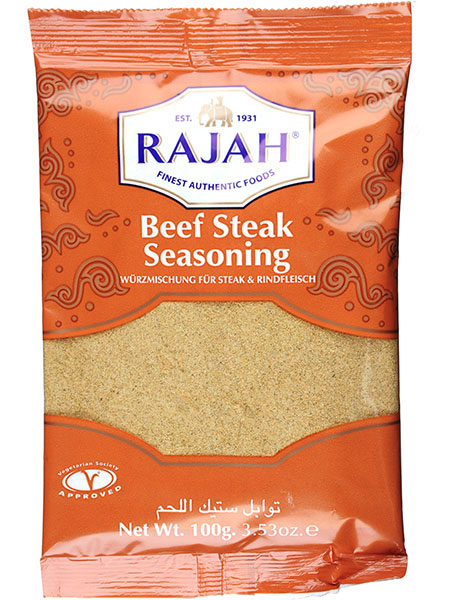 EST. 1931
RAJAH®
FINEST AUTHENTIC FOODS
Beef Steak
Seasoning
WÜRZMISCHUNG FÜR STEAK & RINDFLEISCH
Vegetarian Society
V
APPROVED
توابل ستيك اللحم
Net Wt. 100g. 3.53oz. ℮